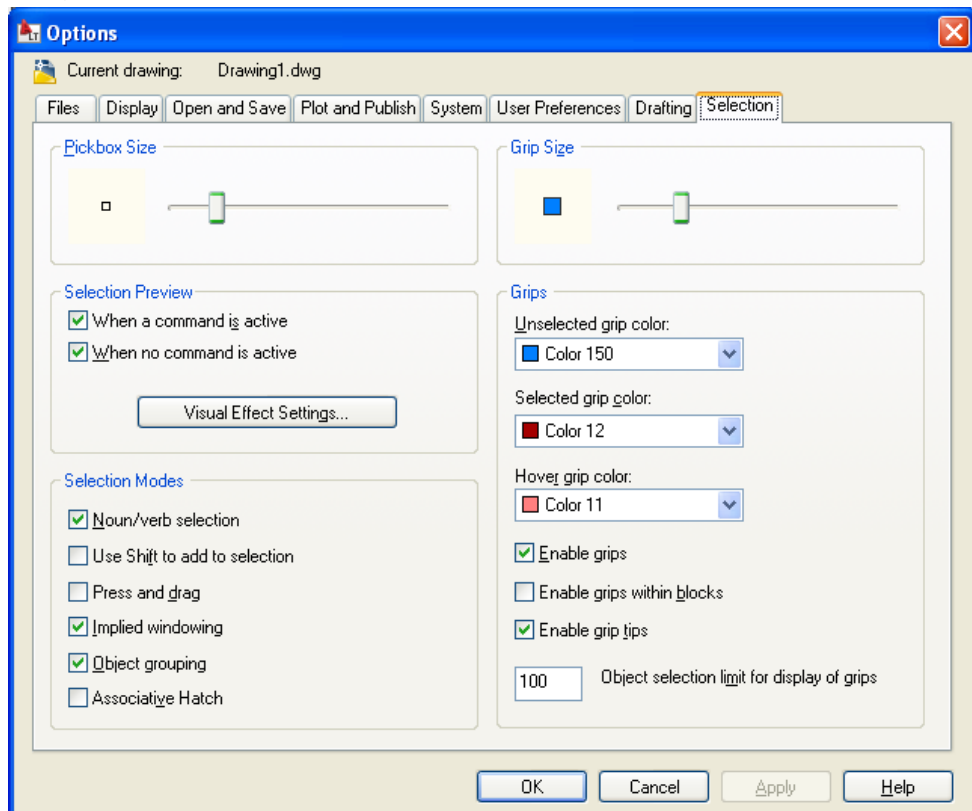 Options
Current drawing: Drawing1.dwg
Files Display Open and Save Plot and Publish System User Preferences Drafting Selection
Pickbox Size
Grip Size
Selection Preview
When a command is active
When no command is active
Visual Effect Settings...
Selection Modes
Noun/verb selection
Use Shift to add to selection
Press and drag
Implied windowing
Object grouping
Associative Hatch
Grips
Unselected grip color:
Color 150
Selected grip color:
Color 12
Hover grip color:
Color 11
Enable grips
Enable grips within blocks
Enable grip tips
100 Object selection limit for display of grips
OK Cancel Apply Help